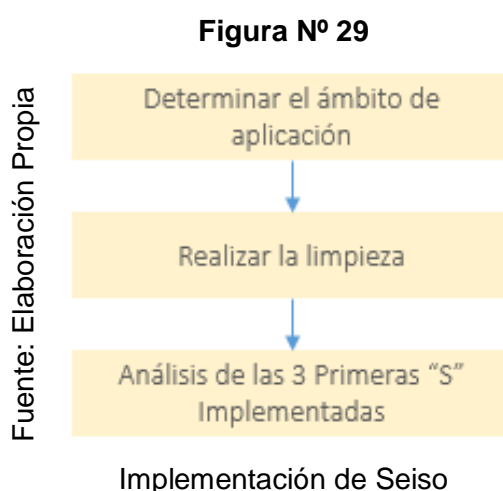 Figura Nº 29
Determinar el ámbito de
aplicación
Realizar la limpieza
Análisis de las 3 Primeras “S”
Implementadas
Fuente: Elaboración Propia
Implementación de Seiso